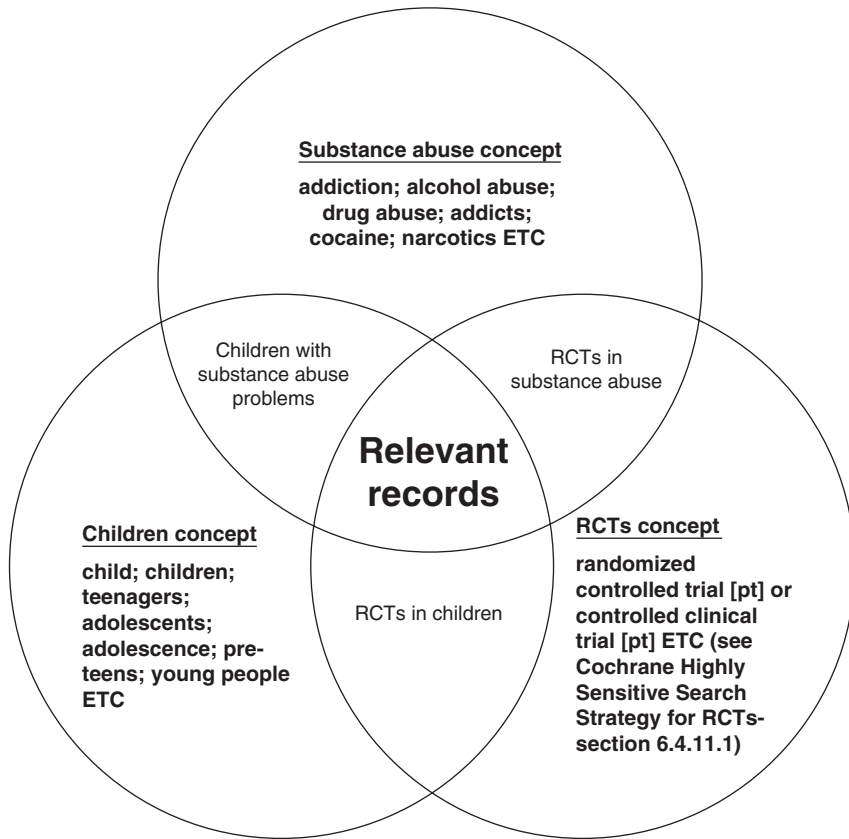 Substance abuse concept
addiction; alcohol abuse;
drug abuse; addicts;
cocaine; narcotics ETC
Children with
substance abuse
problems
RCTs in
substance abuse
Relevant
records
Children concept
child; children;
teenagers;
adolescents;
adolescence; pre-
teens; young people
ETC
RCTs in children
RCTs concept
randomized
controlled trial [pt] or
controlled clinical
trial [pt] ETC (see
Cochrane Highly
Sensitive Search
Strategy for RCTs-
section 6.4.11.1)